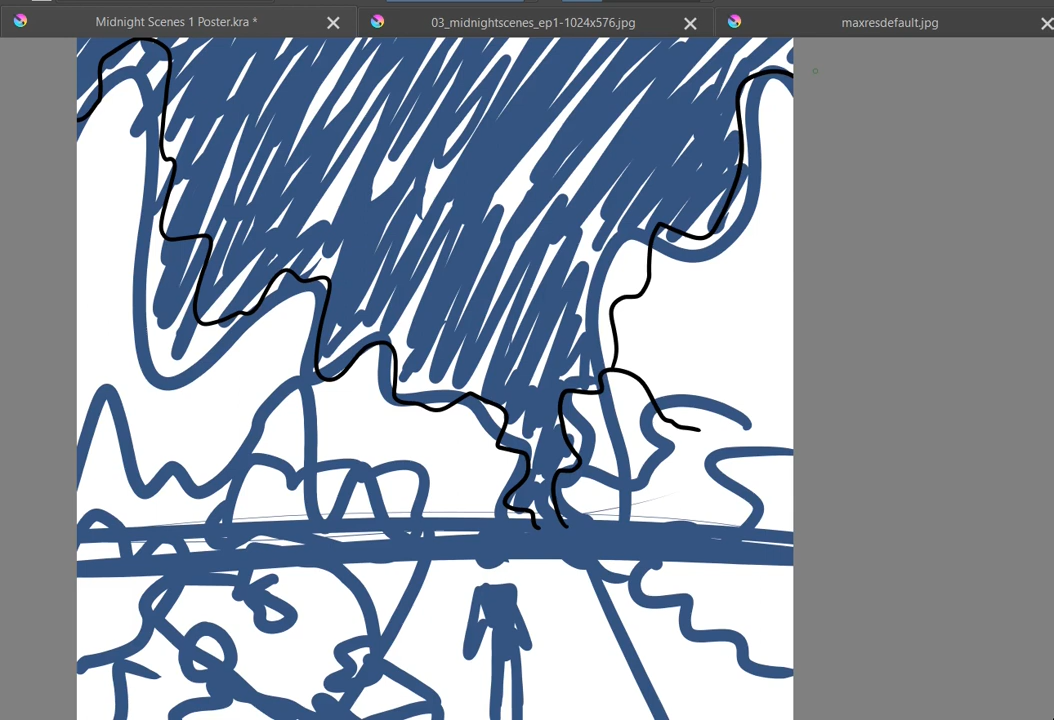 Midnight Scenes 1 Poster.kra *
03_midnightscenes_ep1-1024x576.jpg
maxresdefault.jpg